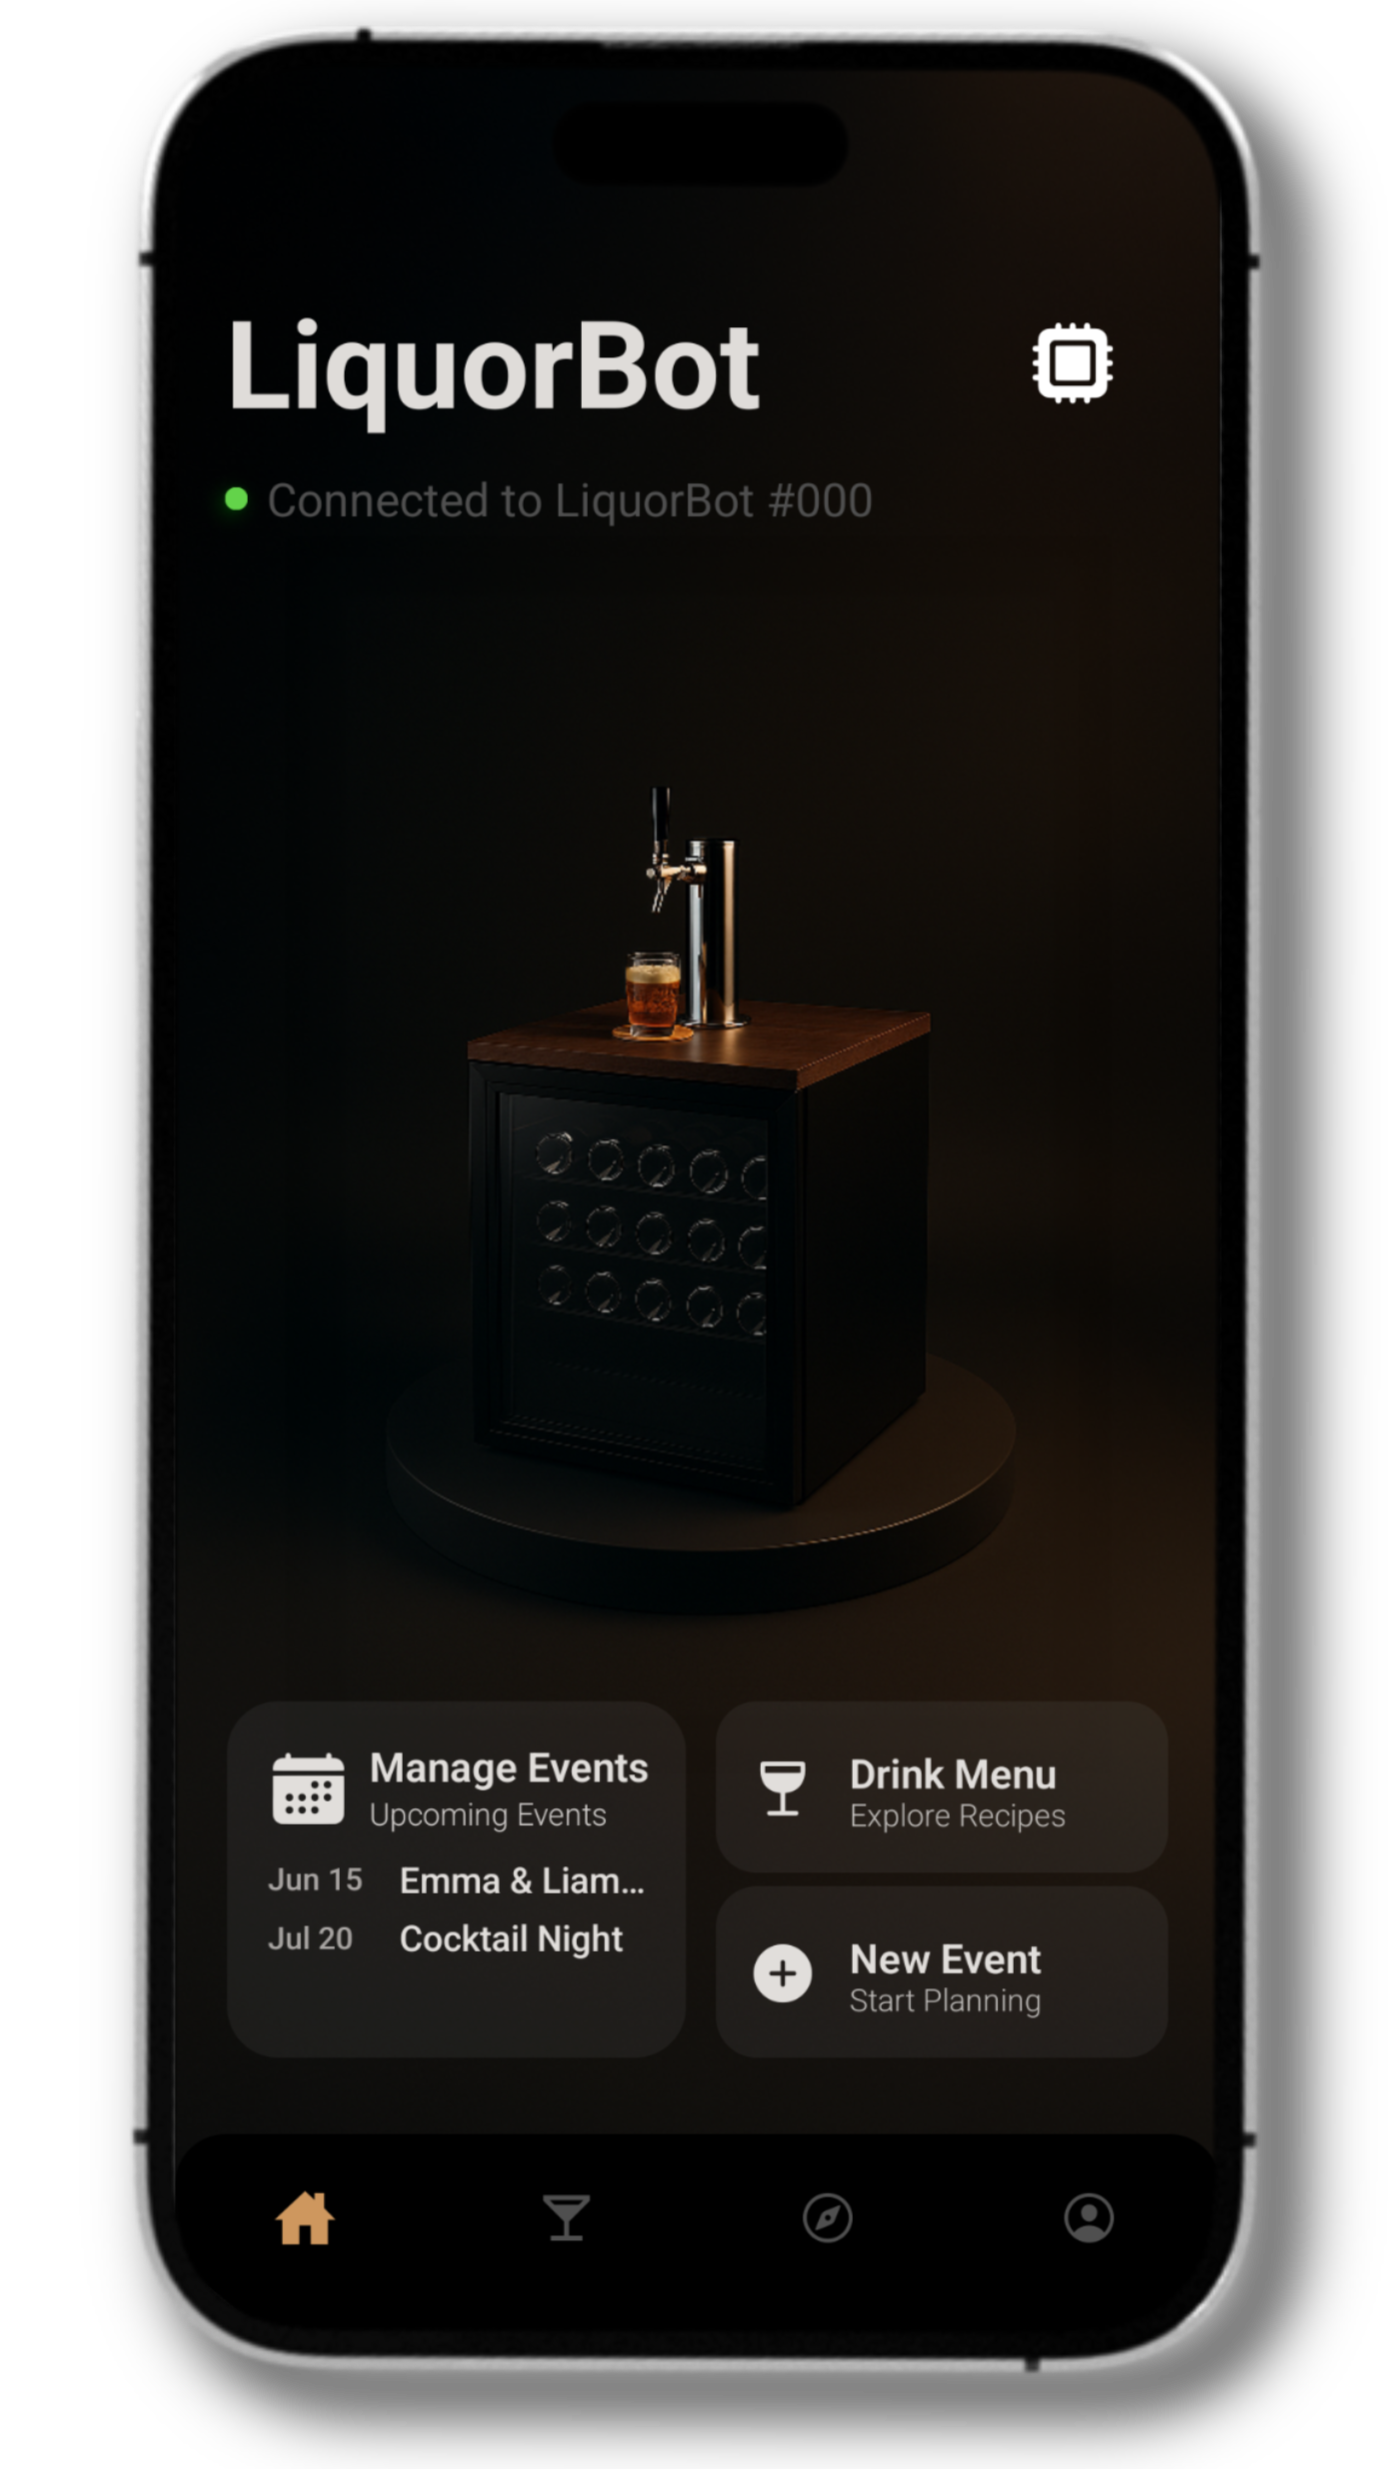 LiquorBot
Connected to LiquorBot #000
Manage Events
Upcoming Events
Jun 15 Emma & Liam...
Jul 20 Cocktail Night
Drink Menu
Explore Recipes
New Event
Start Planning